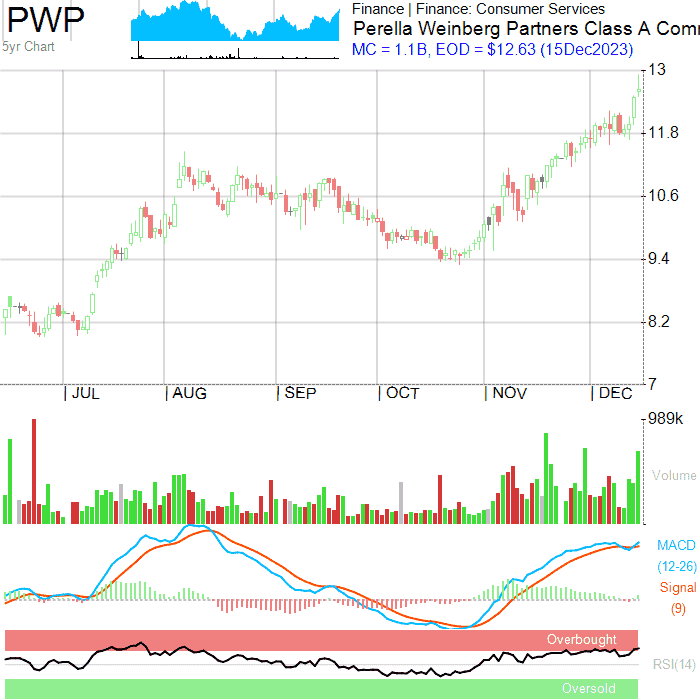 PWP
5yr Chart
Finance | Finance: Consumer Services
Perella Weinberg Partners Class A Com
MC = 1.1B, EOD = $12.63 (15Dec2023)
13
11.8
10.6
9.4
8.2
7
| JUL | AUG | SEP | OCT | NOV | DEC
989k
Volume
MACD
(12-26)
Signal
(9)
Overbought
RSI(14)
Oversold